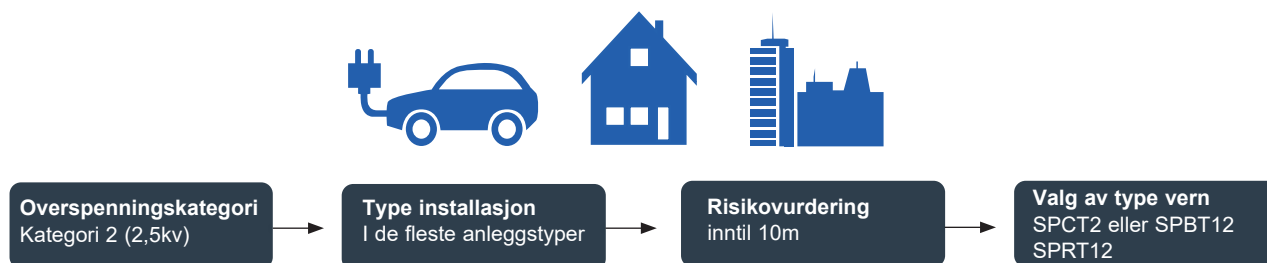 Overspenningskategori
Kategori 2 (2,5kv)
Type installasjon
I de fleste anleggstyper
Risikovurdering
inntil 10m
Valg av type vern
SPCT2 eller SPBT12
SPRT12